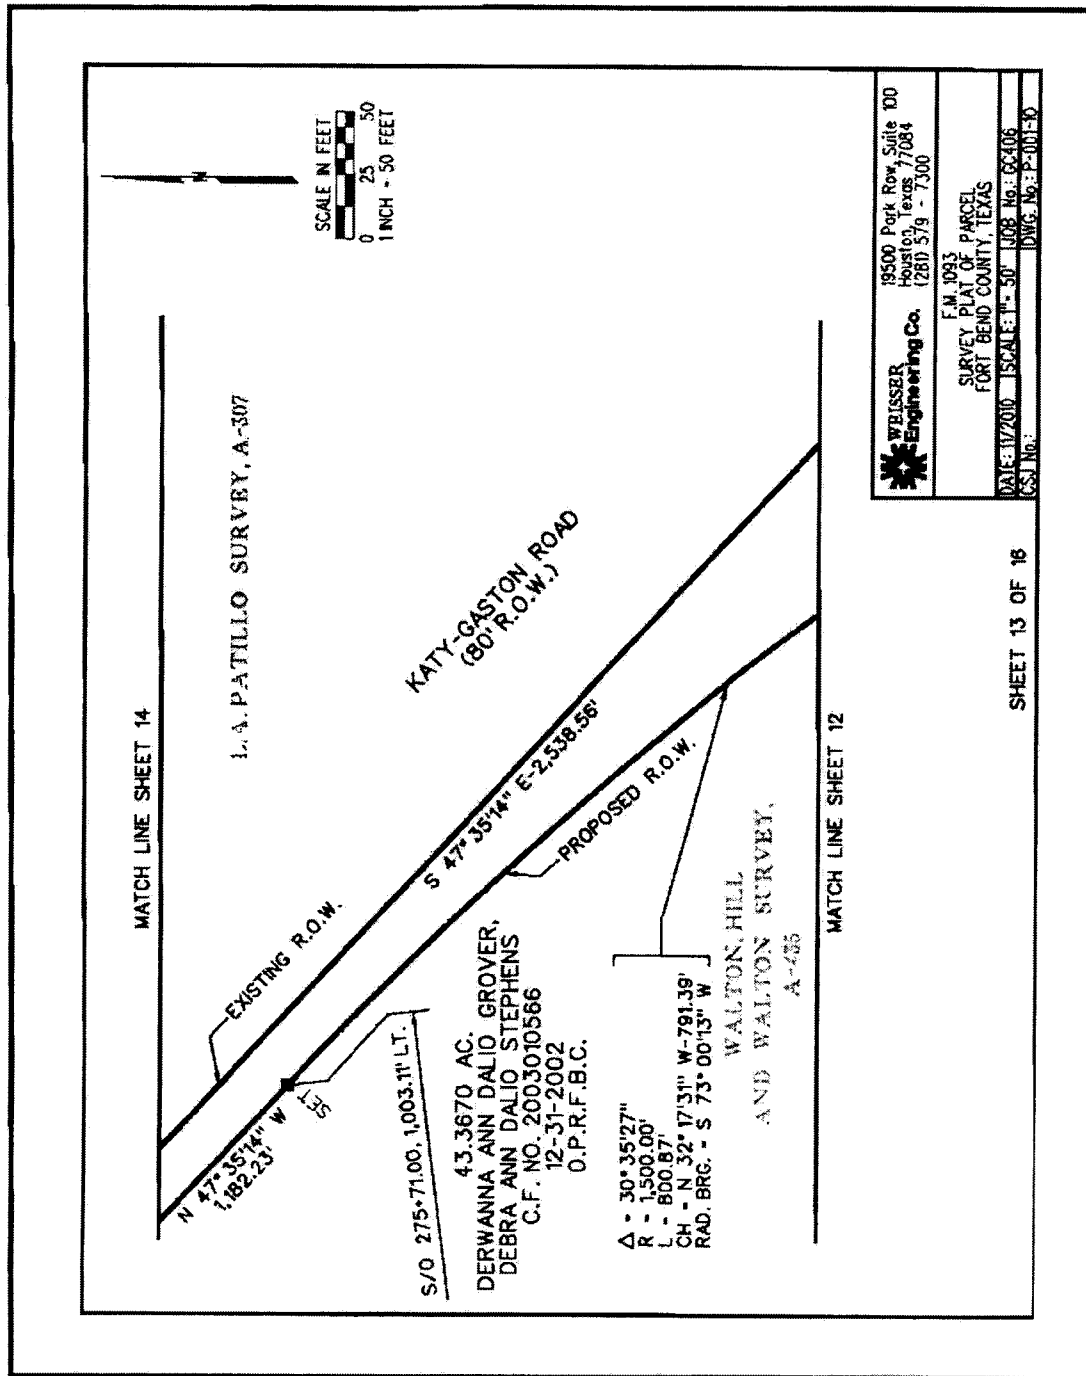 MATCH LINE SHEET 14
L.A. PATILLO SURVEY, A-307
N
SCALE IN FEET
0 25 50
1 INCH = 50 FEET
EXISTING R.O.W.
N 47° 35'14" W
1,182.23'
SET
S 47° 35'14" E-2,538.56'
KATY-GASTON ROAD
(80' R.O.W.)
PROPOSED R.O.W.
S/O 275+71.00, 1,003.11' LT.
43.3670 AC.
DERWANNA ANN DALIO GROVER,
DEBRA ANN DALIO STEPHENS
C.F. NO. 2003010566
12-31-2002
O.P.R.F.B.C.
Δ = 30° 35'27"
R = 1,500.00'
L = 800.87'
CH = N 32° 17'31" W-791.39'
RAD. BRG. = S 73° 00'13" W
WALTON, HILL
AND WALTON SURVEY,
MATCH LINE SHEET 12
WEISSER
Engineering Co.
19500 Park Row, Suite 100
Houston, Texas 77084
(281) 579 - 7300
F.M. 1093
SURVEY PLAT OF PARCEL
FORT BEND COUNTY, TEXAS
DATE: 11/2010 SCALE: 1"= 50' JOB No.: GC406
CSJ No.: DWG. No.: P-001-10
SHEET 13 OF 16